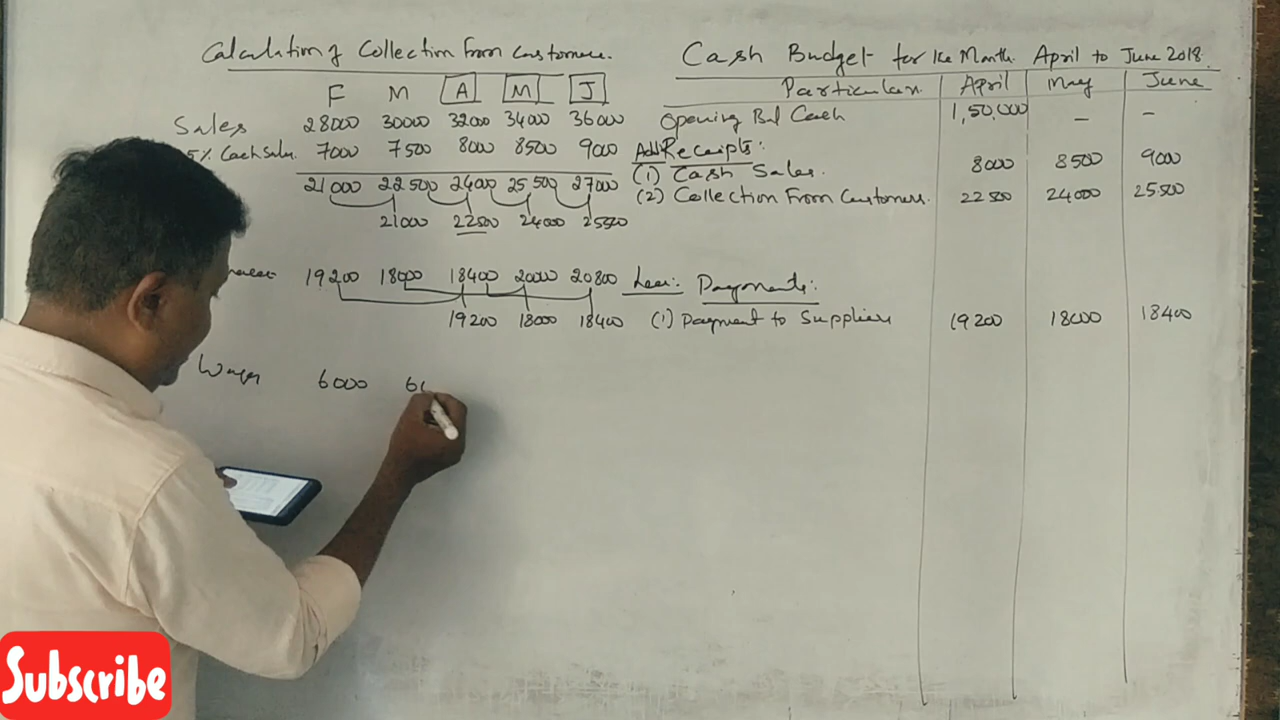 Calculation of Collection From Customers.
F M A M J
Sales 28000 30000 32000 34000 36000
5% Cash Sales 7000 7500 8000 8500 9000
21000 22500 24000 25500 27000
21000 22500 24000 25500
19200 18000 18400 20000 20800
19200 18000 18400
Wages 6000 60
Cash Budget for the Month April to June 2018.
Particulars April May June
Opening Bal Cash 1,50,000 - -
Add: Receipts:
(1) Cash Sales. 8000 8500 9000
(2) Collection From Customers. 22500 24000 25500
Less: Payments:
(1) Payment to Suppliers 19200 18000 18400
Subscribe